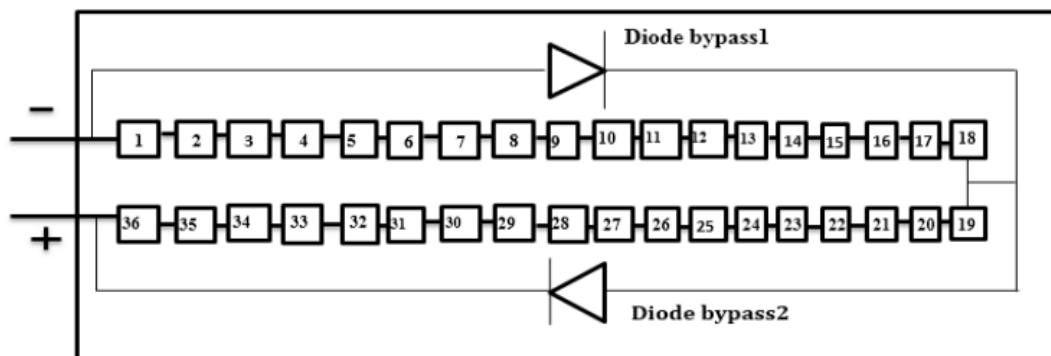 Diode bypass1
−
1 2 3 4 5 6 7 8 9 10 11 12 13 14 15 16 17 18
36 35 34 33 32 31 30 29 28 27 26 25 24 23 22 21 20 19
+
Diode bypass2